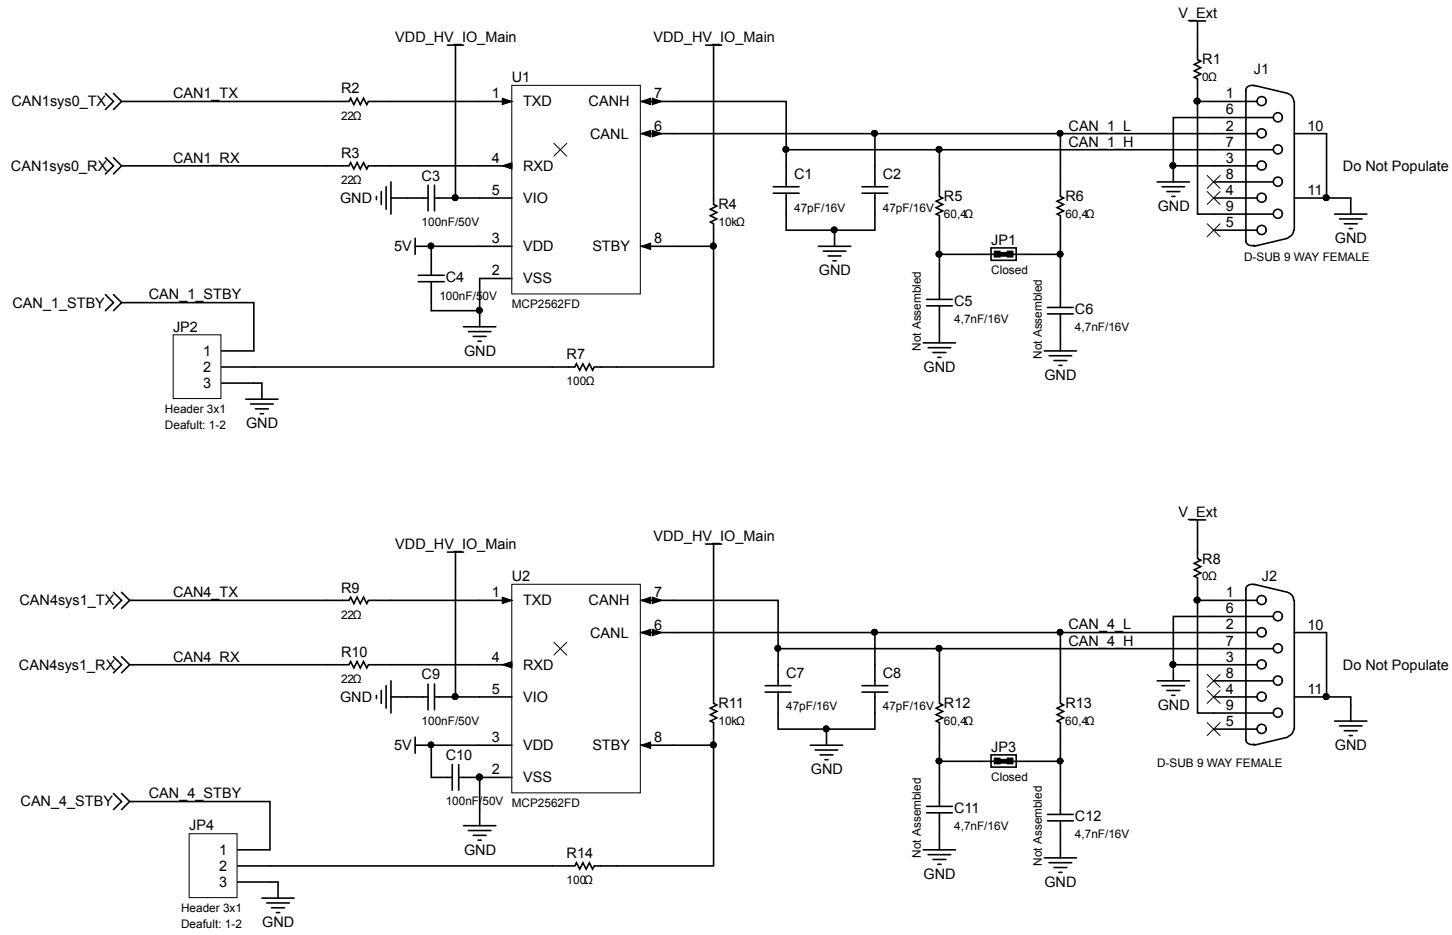 V_Ext
VDD_HV_IO_Main
VDD_HV_IO_Main
R1
0Ω
J1
U1
CAN1sys0_TX
CAN1_TX
R2
22Ω
1
TXD
CANH
7
CANL
6
CAN1sys0_RX
CAN1_RX
R3
22Ω
4
RXD
GND
C3
100nF/50V
5
VIO
5V
3
VDD
STBY
8
C4
100nF/50V
2
VSS
MCP2562FD
GND
R4
10kΩ
C1
47pF/16V
C2
47pF/16V
GND
CAN_1_L
CAN_1_H
R5
60,4Ω
R6
60,4Ω
JP1
Closed
Not Assembled
C5
4,7nF/16V
GND
Not Assembled
C6
4,7nF/16V
GND
1
6
2
7
3
8
4
9
5
10
11
GND
GND
Do Not Populate
D-SUB 9 WAY FEMALE
CAN_1_STBY
CAN_1_STBY
JP2
1
2
3
Header 3x1
Deafult: 1-2
GND
R7
100Ω
V_Ext
VDD_HV_IO_Main
VDD_HV_IO_Main
R8
0Ω
J2
U2
CAN4sys1_TX
CAN4_TX
R9
22Ω
1
TXD
CANH
7
CANL
6
CAN4sys1_RX
CAN4_RX
R10
22Ω
4
RXD
GND
C9
100nF/50V
5
VIO
5V
3
VDD
STBY
8
C10
100nF/50V
2
VSS
MCP2562FD
GND
R11
10kΩ
C7
47pF/16V
C8
47pF/16V
GND
CAN_4_L
CAN_4_H
R12
60,4Ω
R13
60,4Ω
JP3
Closed
Not Assembled
C11
4,7nF/16V
GND
Not Assembled
C12
4,7nF/16V
GND
1
6
2
7
3
8
4
9
5
10
11
GND
GND
Do Not Populate
D-SUB 9 WAY FEMALE
CAN_4_STBY
CAN_4_STBY
JP4
1
2
3
Header 3x1
Deafult: 1-2
GND
R14
100Ω